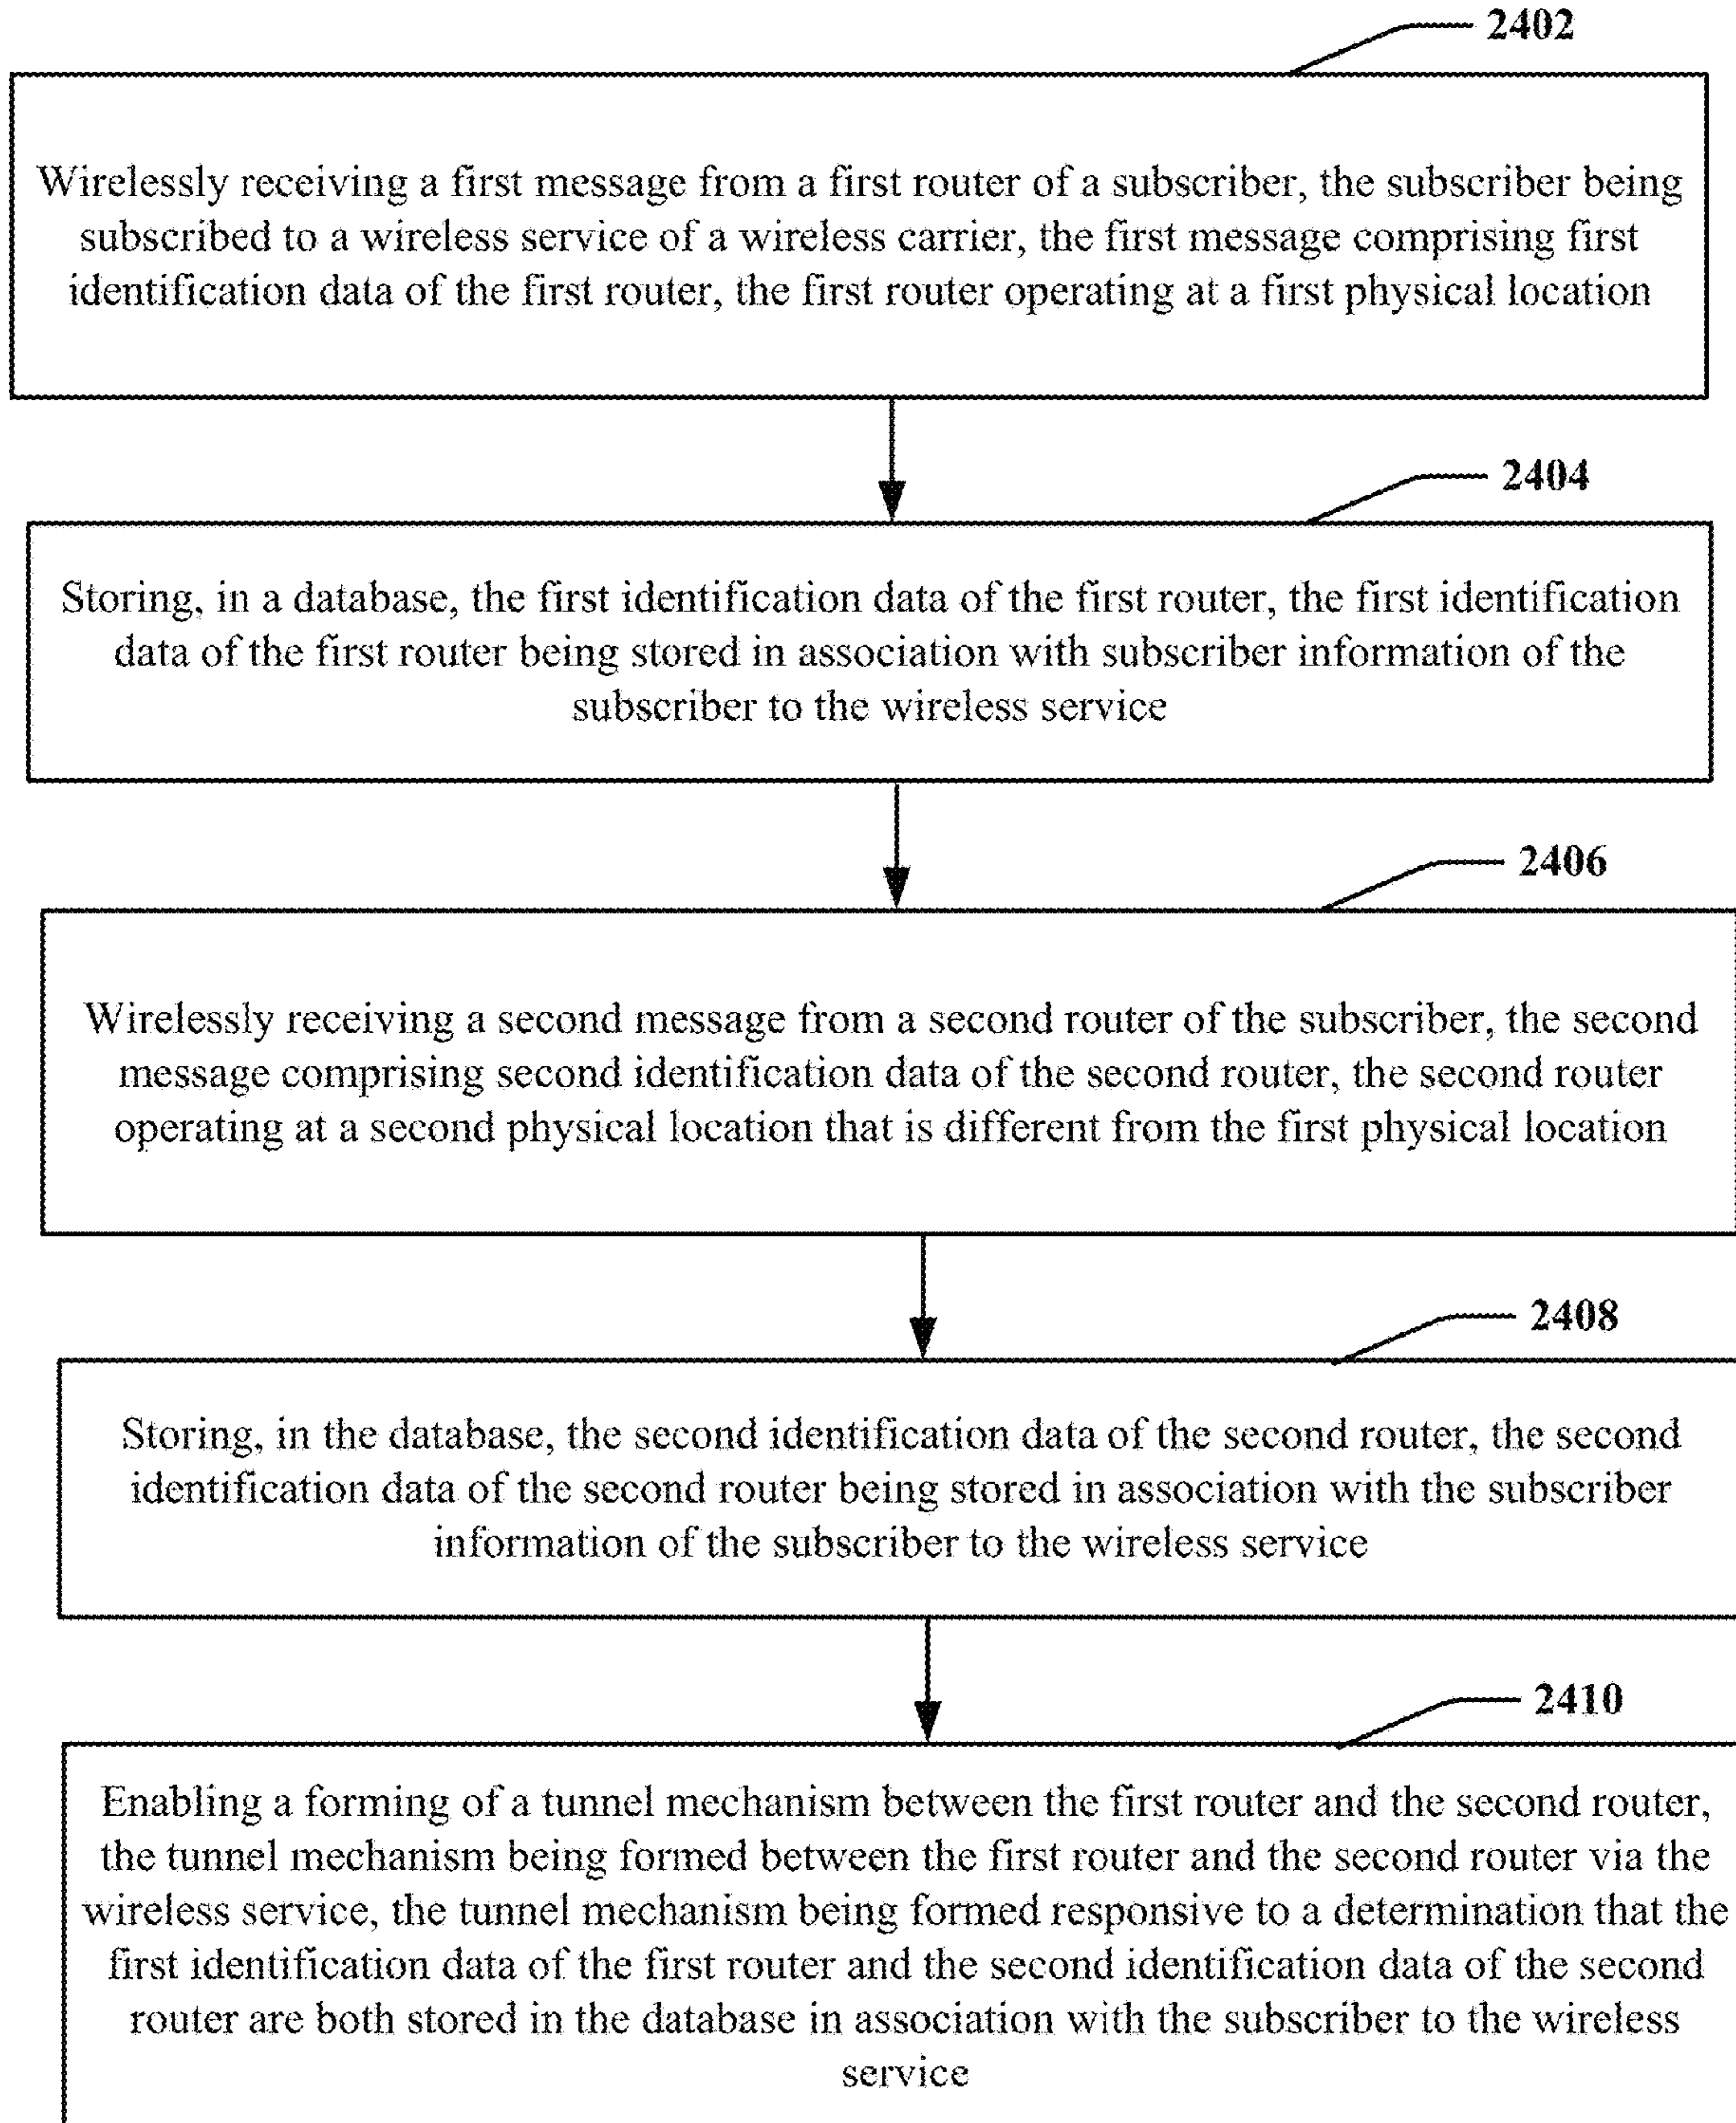 2402
Wirelessly receiving a first message from a first router of a subscriber, the subscriber being
subscribed to a wireless service of a wireless carrier, the first message comprising first
identification data of the first router, the first router operating at a first physical location
2404
Storing, in a database, the first identification data of the first router, the first identification
data of the first router being stored in association with subscriber information of the
subscriber to the wireless service
2406
Wirelessly receiving a second message from a second router of the subscriber, the second
message comprising second identification data of the second router, the second router
operating at a second physical location that is different from the first physical location
2408
Storing, in the database, the second identification data of the second router, the second
identification data of the second router being stored in association with the subscriber
information of the subscriber to the wireless service
2410
Enabling a forming of a tunnel mechanism between the first router and the second router,
the tunnel mechanism being formed between the first router and the second router via the
wireless service, the tunnel mechanism being formed responsive to a determination that the
first identification data of the first router and the second identification data of the second
router are both stored in the database in association with the subscriber to the wireless
service